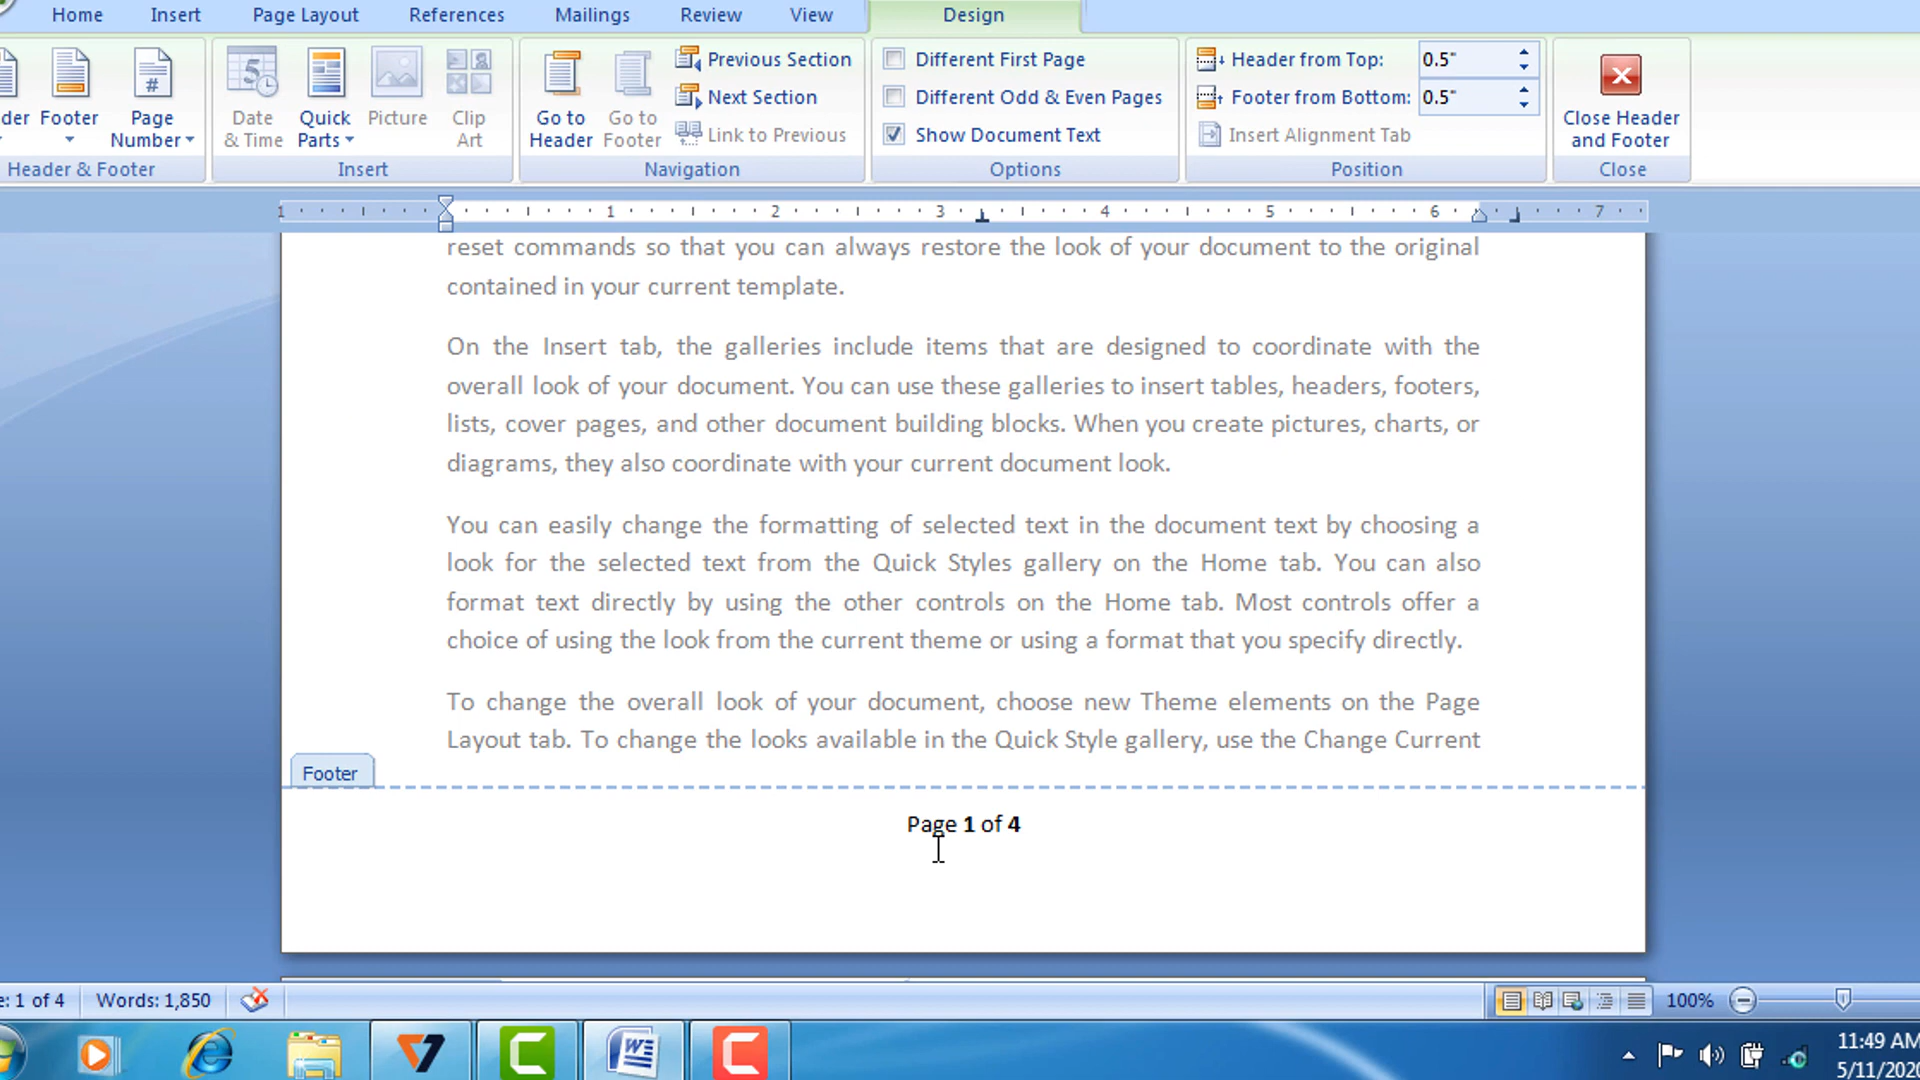 Home Insert Page Layout References Mailings Review View Design
der Footer Page Number
Date & Time Quick Parts Picture Clip Art
Go to Header Go to Footer
Previous Section
Next Section
Link to Previous
Different First Page
Different Odd & Even Pages
Show Document Text
Header from Top: 0.5"
Footer from Bottom: 0.5"
Insert Alignment Tab
Close Header and Footer
Header & Footer Insert Navigation Options Position Close
1 1 2 3 4 5 6 7
reset commands so that you can always restore the look of your document to the original
contained in your current template.
On the Insert tab, the galleries include items that are designed to coordinate with the
overall look of your document. You can use these galleries to insert tables, headers, footers,
lists, cover pages, and other document building blocks. When you create pictures, charts, or
diagrams, they also coordinate with your current document look.
You can easily change the formatting of selected text in the document text by choosing a
look for the selected text from the Quick Styles gallery on the Home tab. You can also
format text directly by using the other controls on the Home tab. Most controls offer a
choice of using the look from the current theme or using a format that you specify directly.
To change the overall look of your document, choose new Theme elements on the Page
Layout tab. To change the looks available in the Quick Style gallery, use the Change Current
Footer
Page 1 of 4
e: 1 of 4 Words: 1,850 100%
11:49 AM
5/11/2020